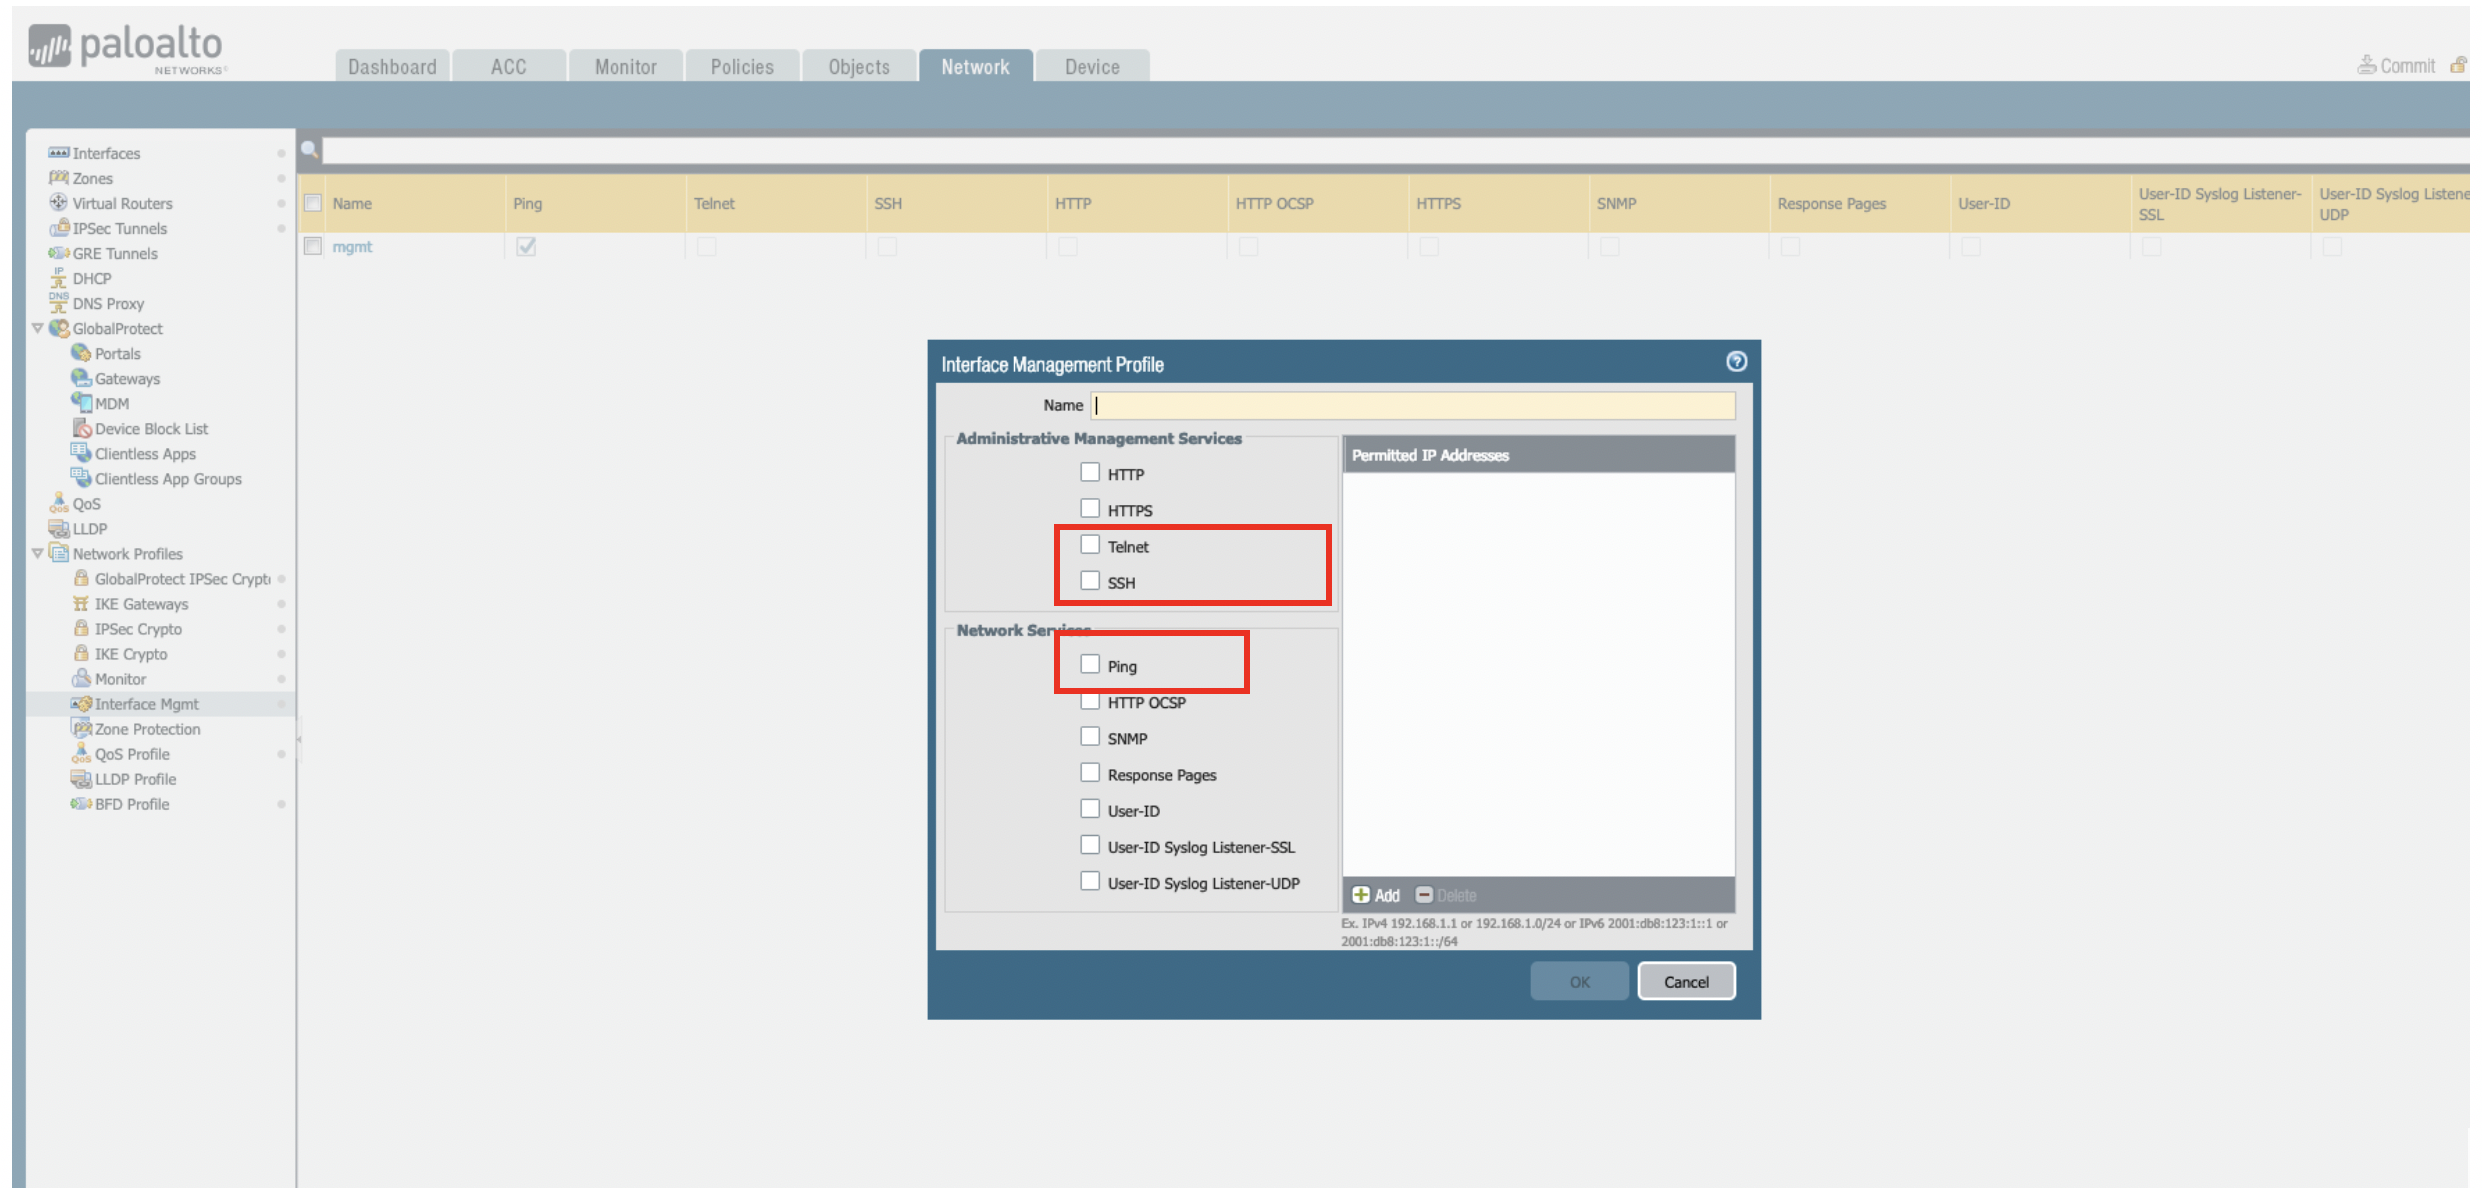 paloalto
NETWORKS®
Dashboard ACC Monitor Policies Objects Network Device
Commit
Interfaces
Zones
Virtual Routers
IPSec Tunnels
GRE Tunnels
DHCP
DNS Proxy
GlobalProtect
Portals
Gateways
MDM
Device Block List
Clientless Apps
Clientless App Groups
QoS
LLDP
Network Profiles
GlobalProtect IPSec Crypt
IKE Gateways
IPSec Crypto
IKE Crypto
Monitor
Interface Mgmt
Zone Protection
QoS Profile
LLDP Profile
BFD Profile
Name Ping Telnet SSH HTTP HTTP OCSP HTTPS SNMP Response Pages User-ID User-ID Syslog Listener-SSL User-ID Syslog Listene UDP
mgmt
Interface Management Profile
Name
Administrative Management Services
HTTP
HTTPS
Telnet
SSH
Network Services
Ping
HTTP OCSP
SNMP
Response Pages
User-ID
User-ID Syslog Listener-SSL
User-ID Syslog Listener-UDP
Permitted IP Addresses
Add Delete
Ex. IPv4 192.168.1.1 or 192.168.1.0/24 or IPv6 2001:db8:123:1::1 or
2001:db8:123:1::/64
OK Cancel